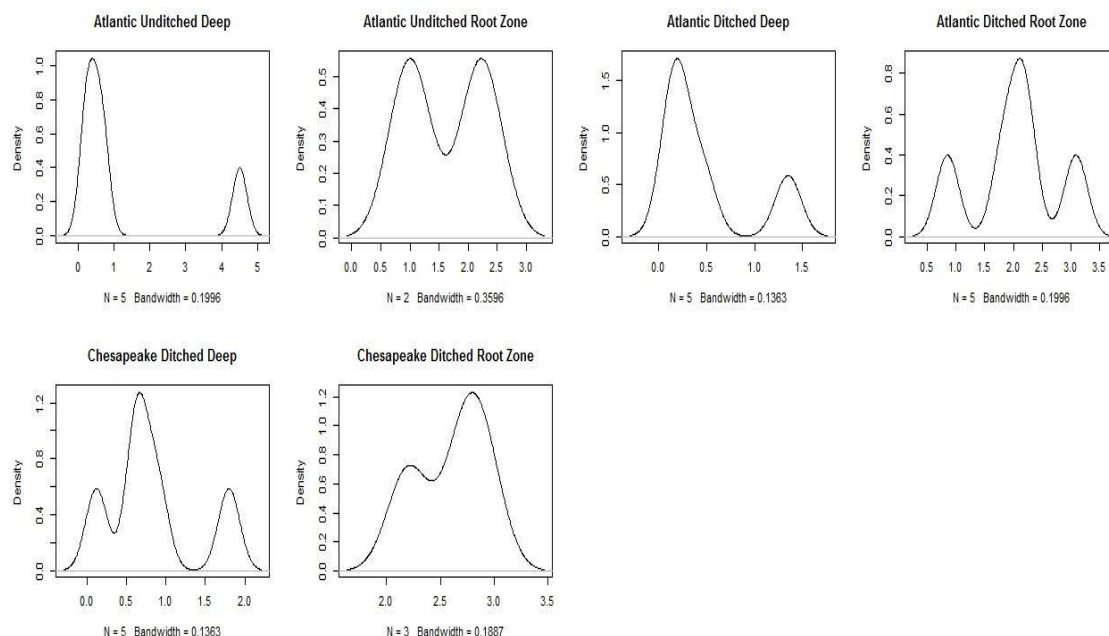 Atlantic Unditched Deep
Density
0.0 0.2 0.4 0.6 0.8 1.0
0 1 2 3 4 5
N = 5 Bandwidth = 0.1996
Atlantic Unditched Root Zone
Density
0.0 0.1 0.2 0.3 0.4 0.5
0.0 0.5 1.0 1.5 2.0 2.5 3.0
N = 2 Bandwidth = 0.3596
Atlantic Ditched Deep
Density
0.0 0.5 1.0 1.5
0.0 0.5 1.0 1.5
N = 5 Bandwidth = 0.1363
Atlantic Ditched Root Zone
Density
0.0 0.2 0.4 0.6 0.8
0.5 1.0 1.5 2.0 2.5 3.0 3.5
N = 5 Bandwidth = 0.1996
Chesapeake Ditched Deep
Density
0.0 0.4 0.8 1.2
0.0 0.5 1.0 1.5 2.0
N = 5 Bandwidth = 0.1363
Chesapeake Ditched Root Zone
Density
0.0 0.2 0.4 0.6 0.8 1.0 1.2
2.0 2.5 3.0 3.5
N = 3 Bandwidth = 0.1887